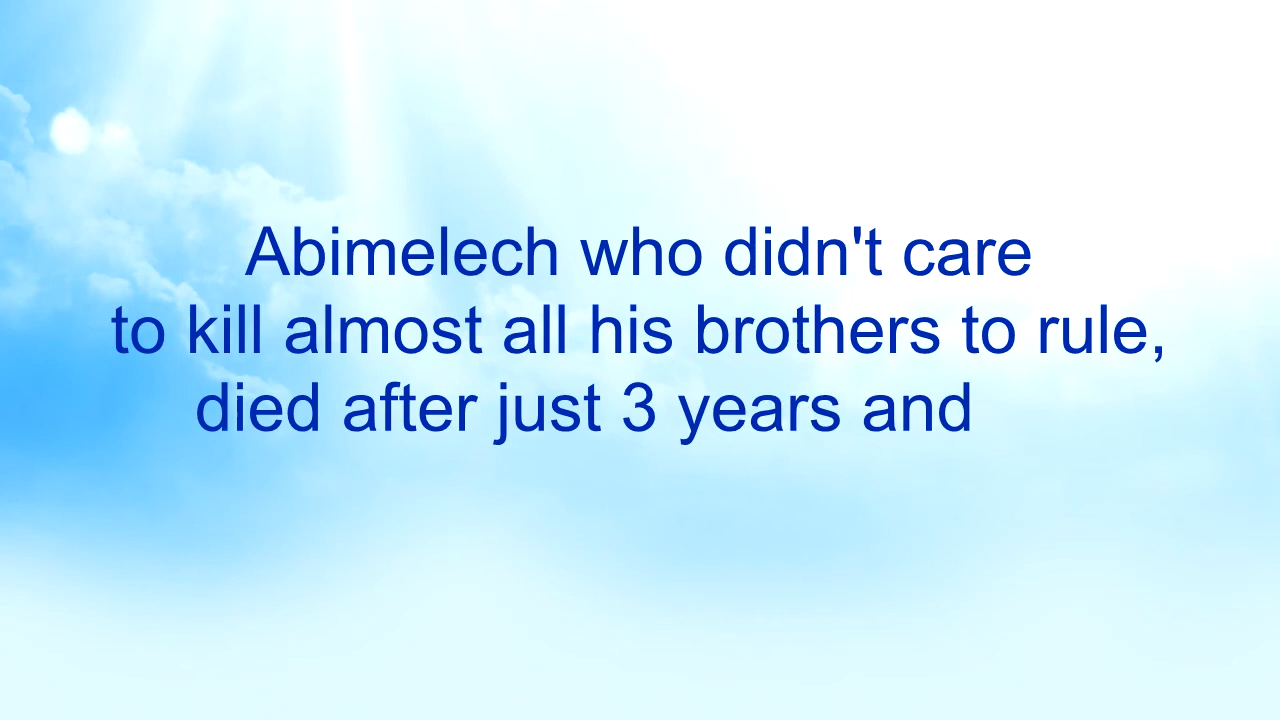 Abimelech who didn't care
to kill almost all his brothers to rule,
died after just 3 years and